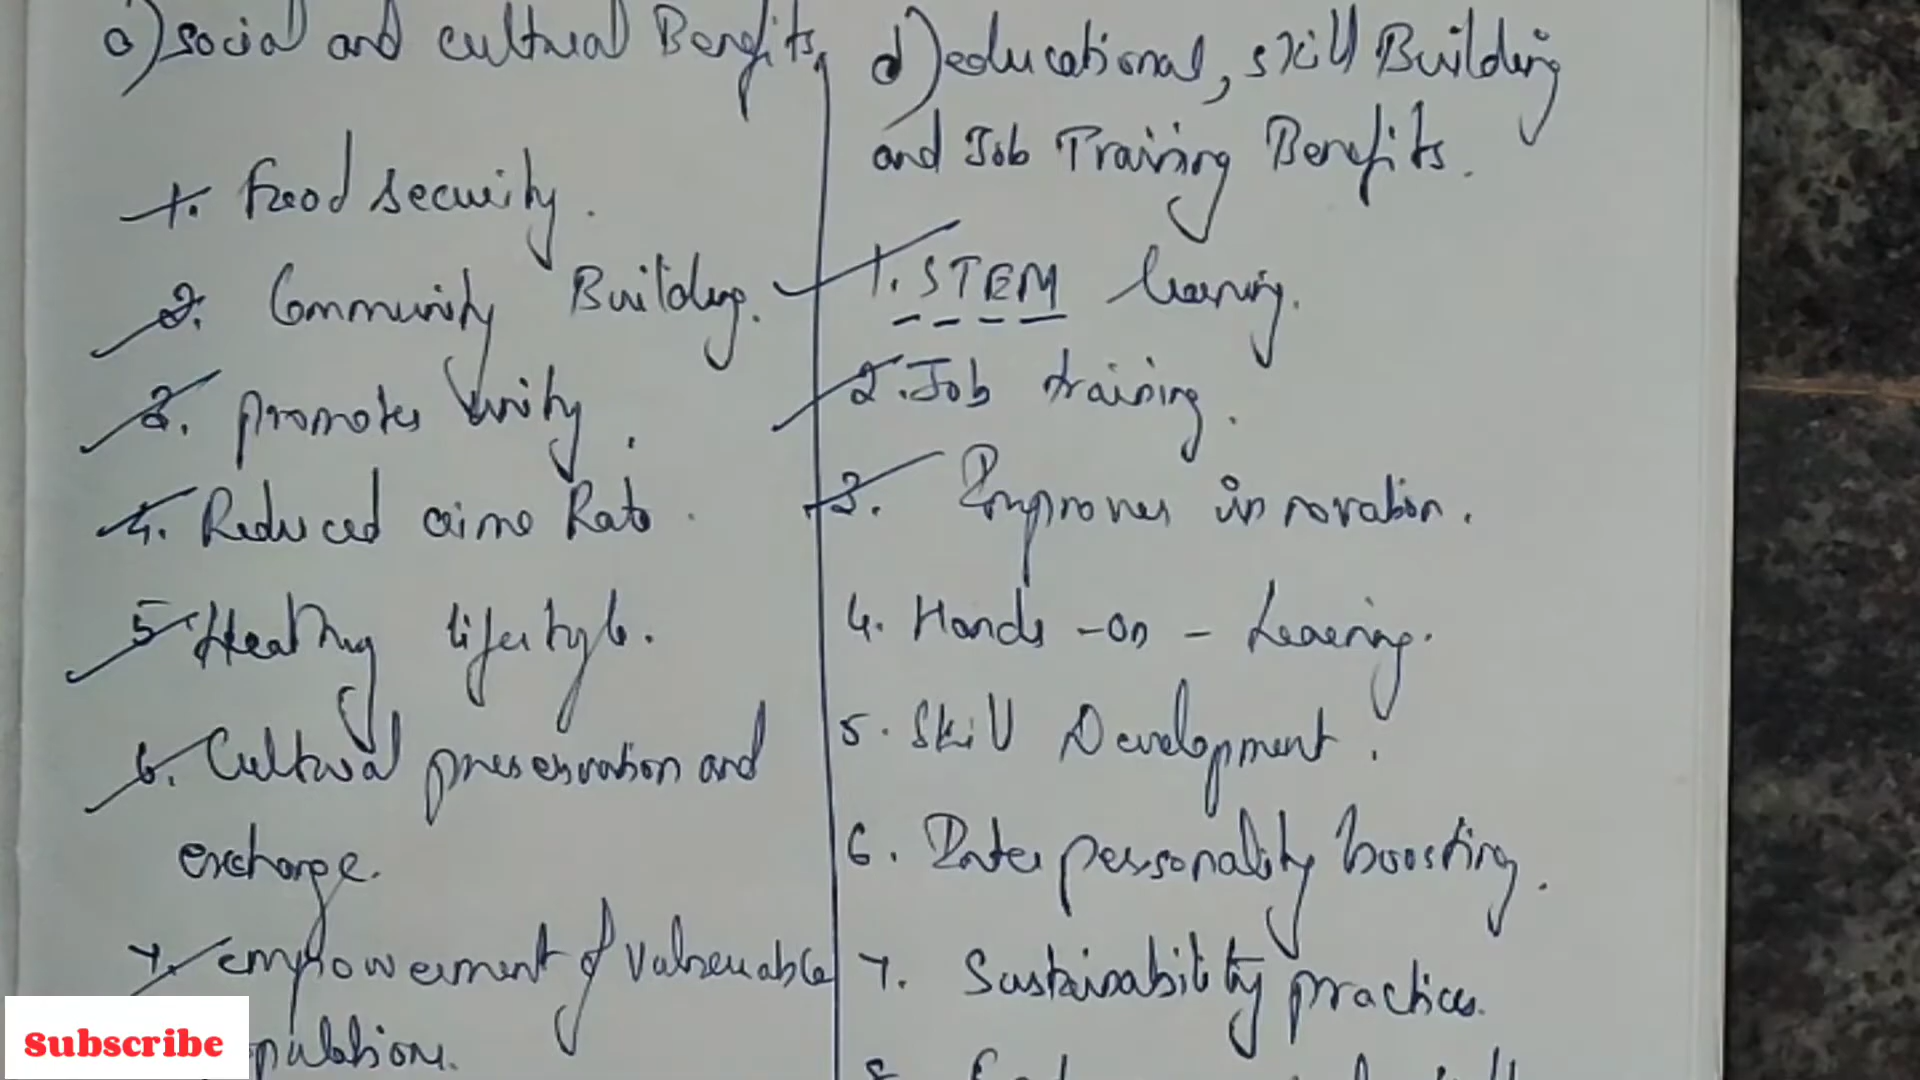 c) social and cultural Benefits,
1. Food security.
2. Community Building.
3. promotes Unity.
4. Reduced crime Rate.
5. Healthy lifestyle.
6. Cultural preservation and
exchange.
7. empowerment of vulnerable
pulations.
d) educational, skill Building
and Job Training Benefits.
1. STEM learning.
2. Job training.
3. Improves innovation.
4. Hands-on-Learning.
5. Skill Development.
6. Inter personality boosting.
7. Sustainability practices.
8.
Subscribe